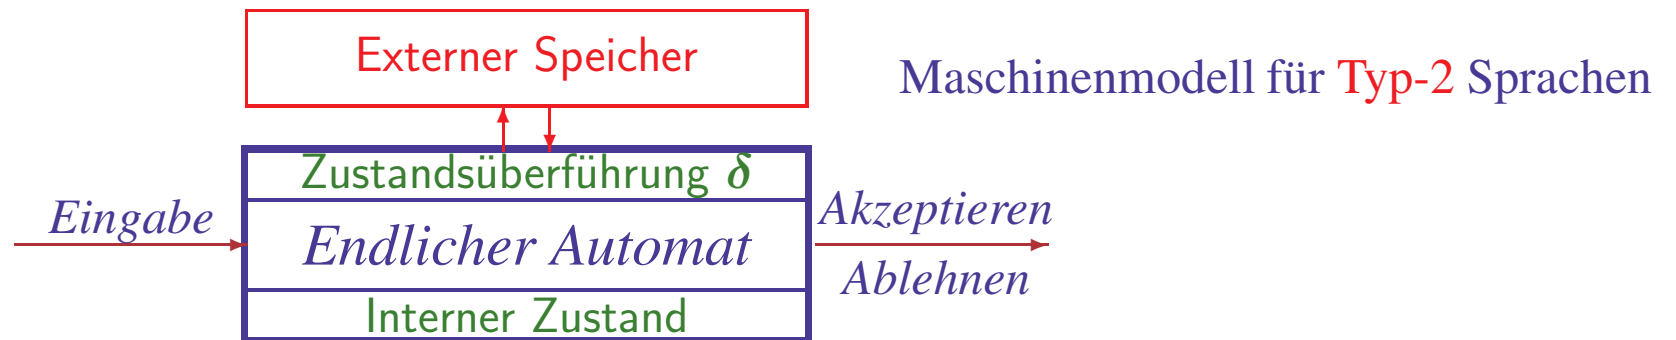 Externer Speicher
Maschinenmodell für Typ-2 Sprachen
Zustandsüberführung δ
Eingabe
Endlicher Automat
Akzeptieren
Ablehnen
Interner Zustand